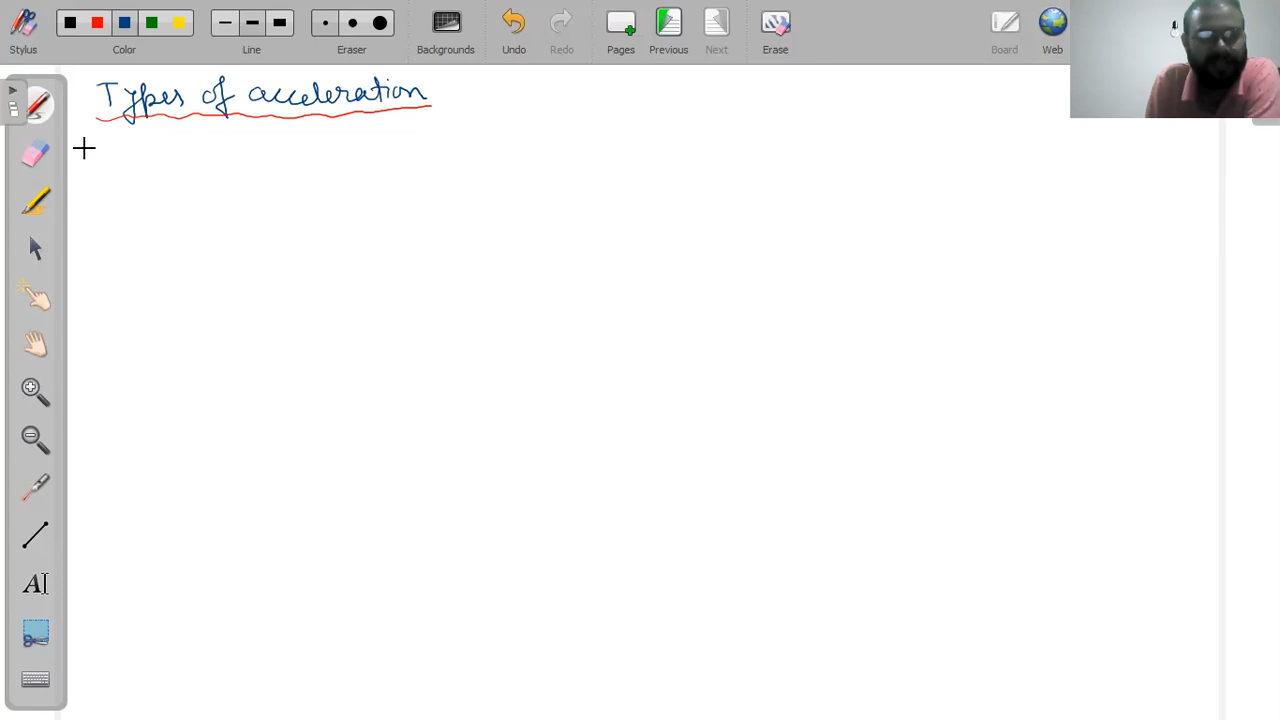 Stylus
Color
Line
Eraser
Backgrounds
Undo
Redo
Pages
Previous
Next
Erase
Board
Web
Types of acceleration
A